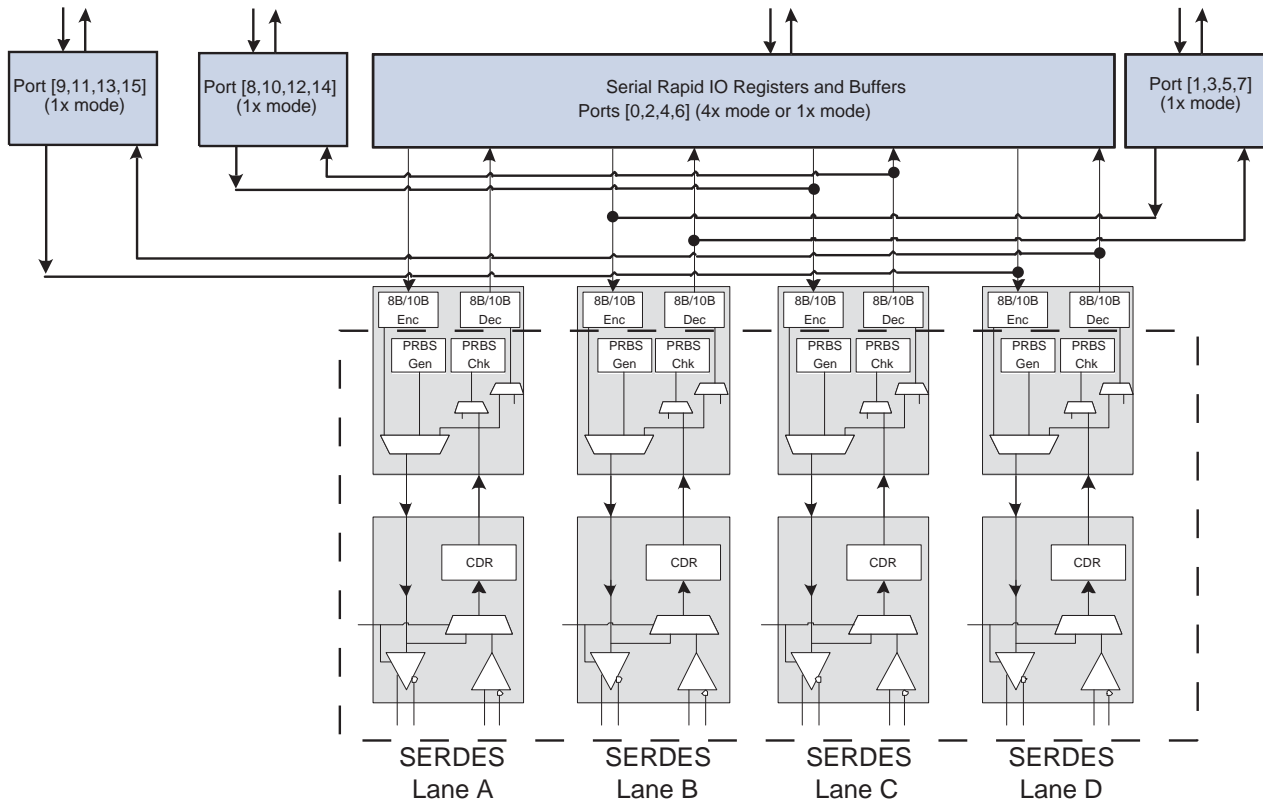 Port [9,11,13,15]
(1x mode)
Port [8,10,12,14]
(1x mode)
Serial Rapid IO Registers and Buffers
Ports [0,2,4,6] (4x mode or 1x mode)
Port [1,3,5,7]
(1x mode)
8B/10B
Enc
8B/10B
Dec
PRBS
Gen
PRBS
Chk
CDR
SERDES
Lane A
8B/10B
Enc
8B/10B
Dec
PRBS
Gen
PRBS
Chk
CDR
SERDES
Lane B
8B/10B
Enc
8B/10B
Dec
PRBS
Gen
PRBS
Chk
CDR
SERDES
Lane C
8B/10B
Enc
8B/10B
Dec
PRBS
Gen
PRBS
Chk
CDR
SERDES
Lane D